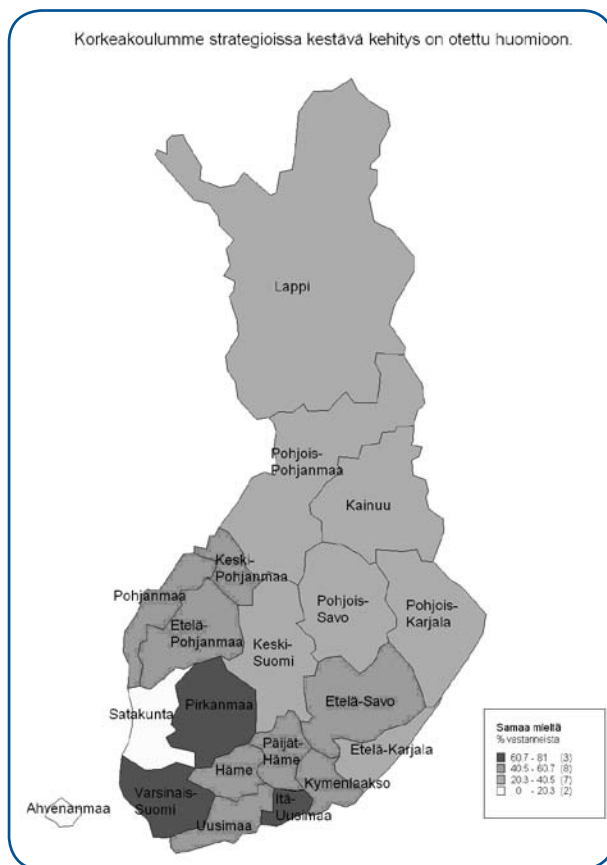 Korkeakoulumme strategioissa kestävä kehitys on otettu huomioon.
Lappi
Pohjois-
Pohjanmaa
Kainuu
Keski-
Pohjanmaa
Pohjanmaa
Etelä-
Pohjanmaa
Keski-
Suomi
Pohjois-
Savo
Pohjois-
Karjala
Satakunta
Pirkanmaa
Etelä-Savo
Etelä-Karjala
Päijät-
Häme
Häme
Kymenlaakso
Varsinais-
Suomi
Itä-
Uusimaa
Uusimaa
Ahvenanmaa
Samaa mieltä
% vastanneista
60.7 - 81 (3)
40.5 - 60.7 (8)
20.3 - 40.5 (7)
0 - 20.3 (2)